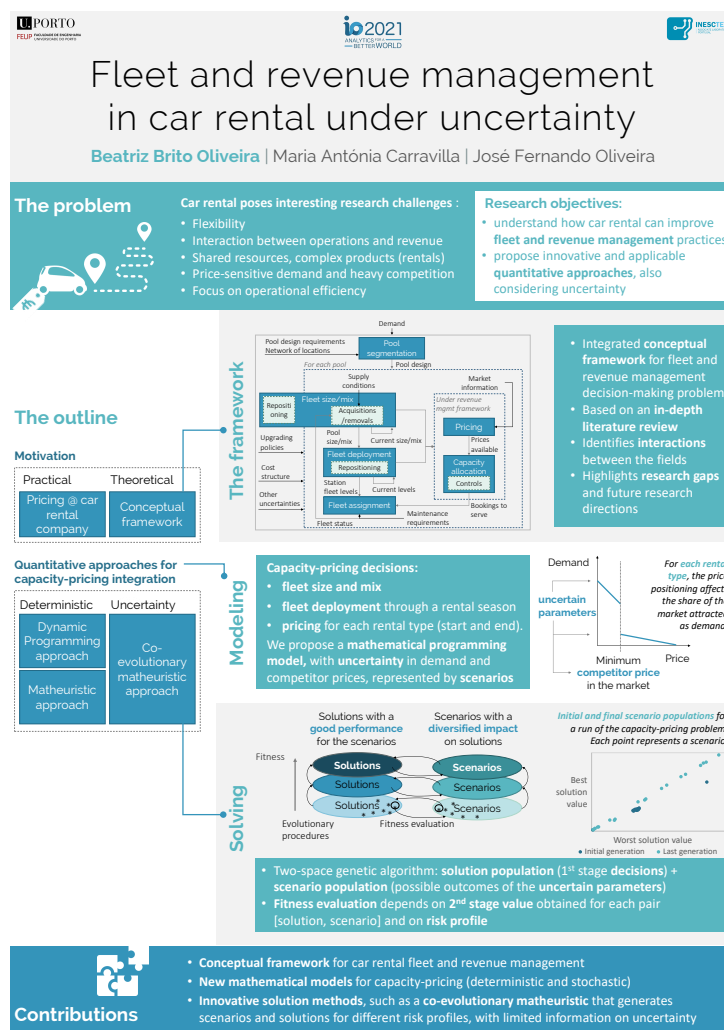 U. PORTO
FEUP FACULDADE DE ENGENHARIA
UNIVERSIDADE DO PORTO
io 2021
ANALYTICS FOR A
BETTER WORLD
INESCTE
Fleet and revenue management
in car rental under uncertainty
Beatriz Brito Oliveira | Maria Antónia Carravilla | José Fernando Oliveira
The problem
Car rental poses interesting research challenges :
• Flexibility
• Interaction between operations and revenue
• Shared resources, complex products (rentals)
• Price-sensitive demand and heavy competition
• Focus on operational efficiency
Research objectives:
• understand how car rental can improve
fleet and revenue management practices
• propose innovative and applicable
quantitative approaches, also
considering uncertainty
The outline
Motivation
Practical
Theoretical
Pricing @ car
rental
company
Conceptual
framework
Quantitative approaches for
capacity-pricing integration
Deterministic
Uncertainty
Dynamic
Programming
approach
Matheuristic
approach
Co-
evolutionary
matheuristic
approach
The framework
Demand
Pool design requirements
Network of locations
Pool
segmentation
For each pool
Pool design
Supply
conditions
Market
information
Fleet size/mix
Repositi
oning
Acquisitions
/removals
Under revenue
mgmt framework
Pricing
Pool
size/mix
Current size/mix
Prices
available
Upgrading
policies
Fleet deployment
Repositioning
Capacity
allocation
Controls
Cost
structure
Station
fleet levels
Current levels
Other
uncertainties
Fleet assignment
Bookings to
serve
Fleet status
Maintenance
requirements
• Integrated conceptual
framework for fleet and
revenue management
decision-making problem
• Based on an in-depth
literature review
• Identifies interactions
between the fields
• Highlights research gaps
and future research
directions
Modeling
Capacity-pricing decisions:
• fleet size and mix
• fleet deployment through a rental season
• pricing for each rental type (start and end).
We propose a mathematical programming
model, with uncertainty in demand and
competitor prices, represented by scenarios
Demand
uncertain
parameters
Minimum
competitor price
in the market
Price
For each renta
type, the pric
positioning affect
the share of the
market attracte
as demand
Solving
Solutions with a
good performance
for the scenarios
Scenarios with a
diversified impact
on solutions
Fitness
Solutions
Scenarios
Solutions
Scenarios
Solutions
Scenarios
Evolutionary
procedures
Fitness evaluation
Initial and final scenario populations fo
a run of the capacity-pricing problem
Each point represents a scenario
Best
solution
value
Worst solution value
• Initial generation • Last generation
• Two-space genetic algorithm: solution population (1st stage decisions) +
scenario population (possible outcomes of the uncertain parameters)
• Fitness evaluation depends on 2nd stage value obtained for each pair
[solution, scenario] and on risk profile
Contributions
• Conceptual framework for car rental fleet and revenue management
• New mathematical models for capacity-pricing (deterministic and stochastic)
• Innovative solution methods, such as a co-evolutionary matheuristic that generates
scenarios and solutions for different risk profiles, with limited information on uncertainty